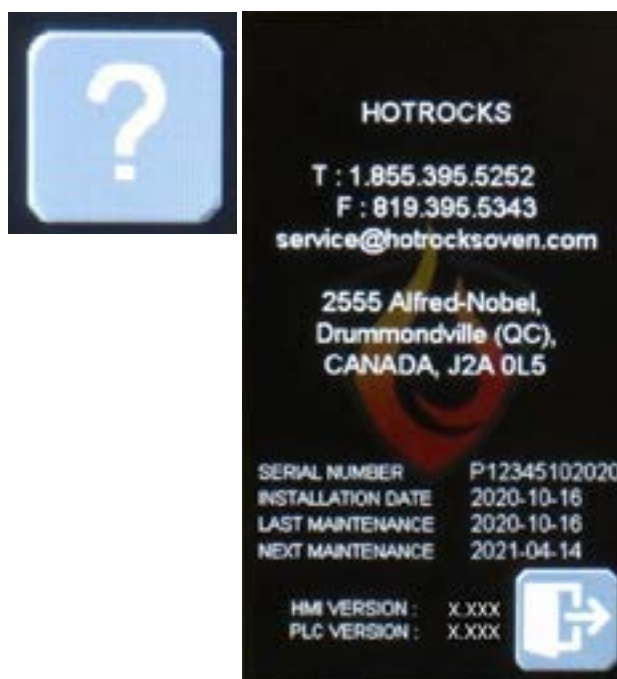 ?
HOTROCKS
T : 1.855.395.5252
F : 819.395.5343
service@hotrocksoven.com
2555 Alfred-Nobel,
Drummondville (QC),
CANADA, J2A 0L5
SERIAL NUMBER P12345102020
INSTALLATION DATE 2020-10-16
LAST MAINTENANCE 2020-10-16
NEXT MAINTENANCE 2021-04-14
HMI VERSION : X.XXX
PLC VERSION : X.XXX